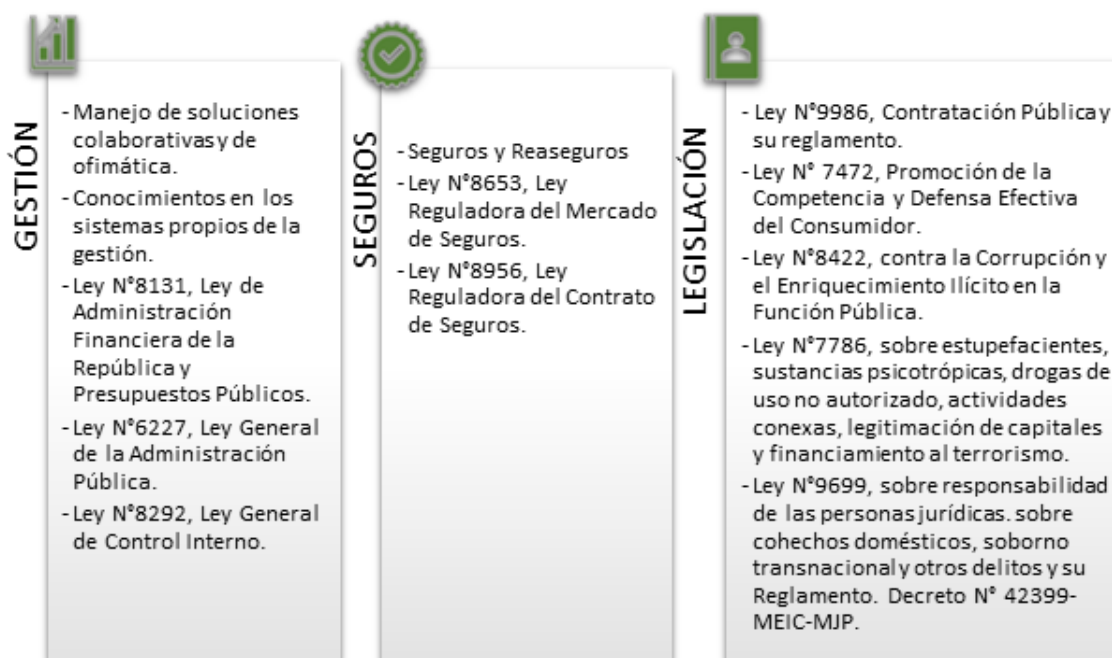 GESTIÓN
- Manejo de soluciones
colaborativas y de
ofimática.
- Conocimientos en los
sistemas propios de la
gestión.
- Ley N°8131, Ley de
Administración
Financiera de la
República y
Presupuestos Públicos.
- Ley N°6227, Ley General
de la Administración
Pública.
- Ley N°8292, Ley General
de Control Interno.
SEGUROS
- Seguros y Reaseguros
- Ley N°8653, Ley
Reguladora del Mercado
de Seguros.
- Ley N°8956, Ley
Reguladora del Contrato
de Seguros.
LEGISLACIÓN
- Ley N°9986, Contratación Pública y
su reglamento.
- Ley N° 7472, Promoción de la
Competencia y Defensa Efectiva
del Consumidor.
- Ley N°8422, contra la Corrupción y
el Enriquecimiento Ilícito en la
Función Pública.
- Ley N°7786, sobre estupefacientes,
sustancias psicotrópicas, drogas de
uso no autorizado, actividades
conexas, legitimación de capitales
y financiamiento al terrorismo.
- Ley N°9699, sobre responsabilidad
de las personas jurídicas. sobre
cohechos domésticos, soborno
transnacional y otros delitos y su
Reglamento. Decreto N° 42399-
MEIC-MJP.